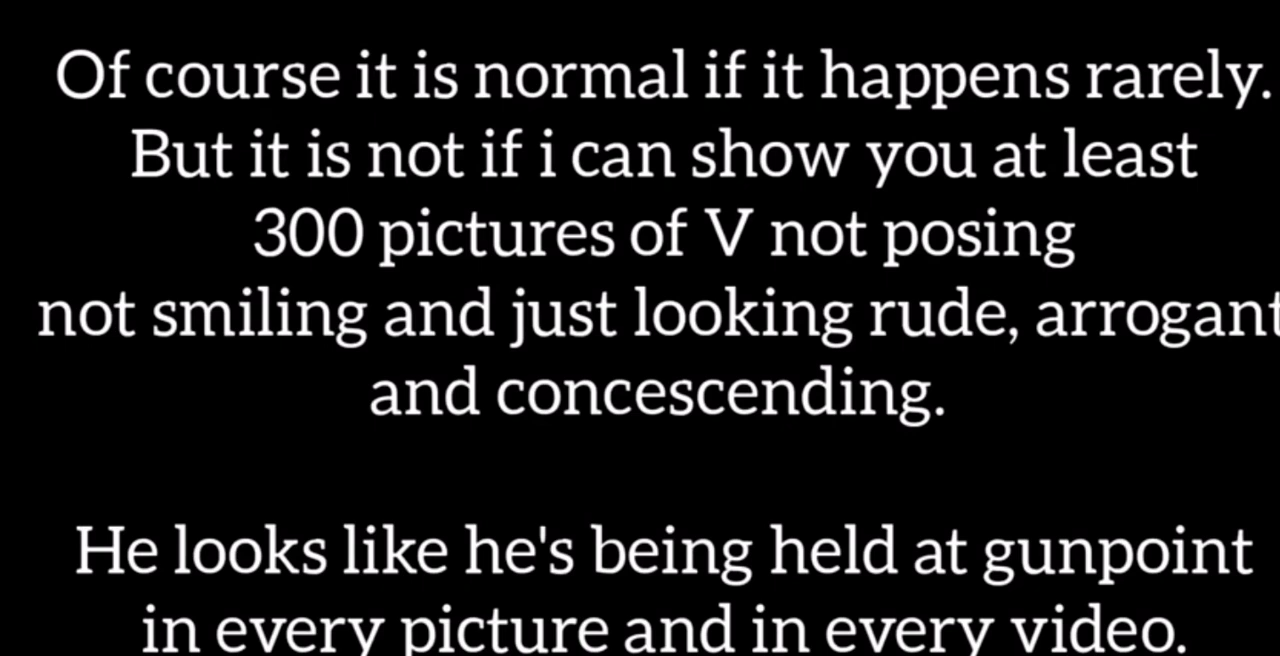 Of course it is normal if it happens rarely.
But it is not if i can show you at least
300 pictures of V not posing
not smiling and just looking rude, arrogant
and concescending.
He looks like he's being held at gunpoint
in every picture and in every video.